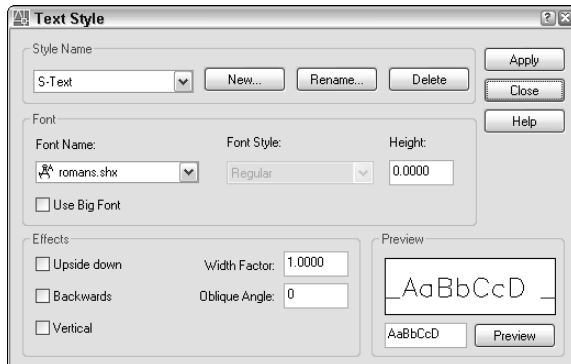 Text Style
Style Name
S-Text New... Rename... Delete
Apply
Close
Help
Font
Font Name: Font Style: Height:
romans.shx Regular 0.0000
Use Big Font
Effects
Upside down Width Factor: 1.0000
Backwards Oblique Angle: 0
Vertical
Preview
AaBbCcD
AaBbCcD Preview